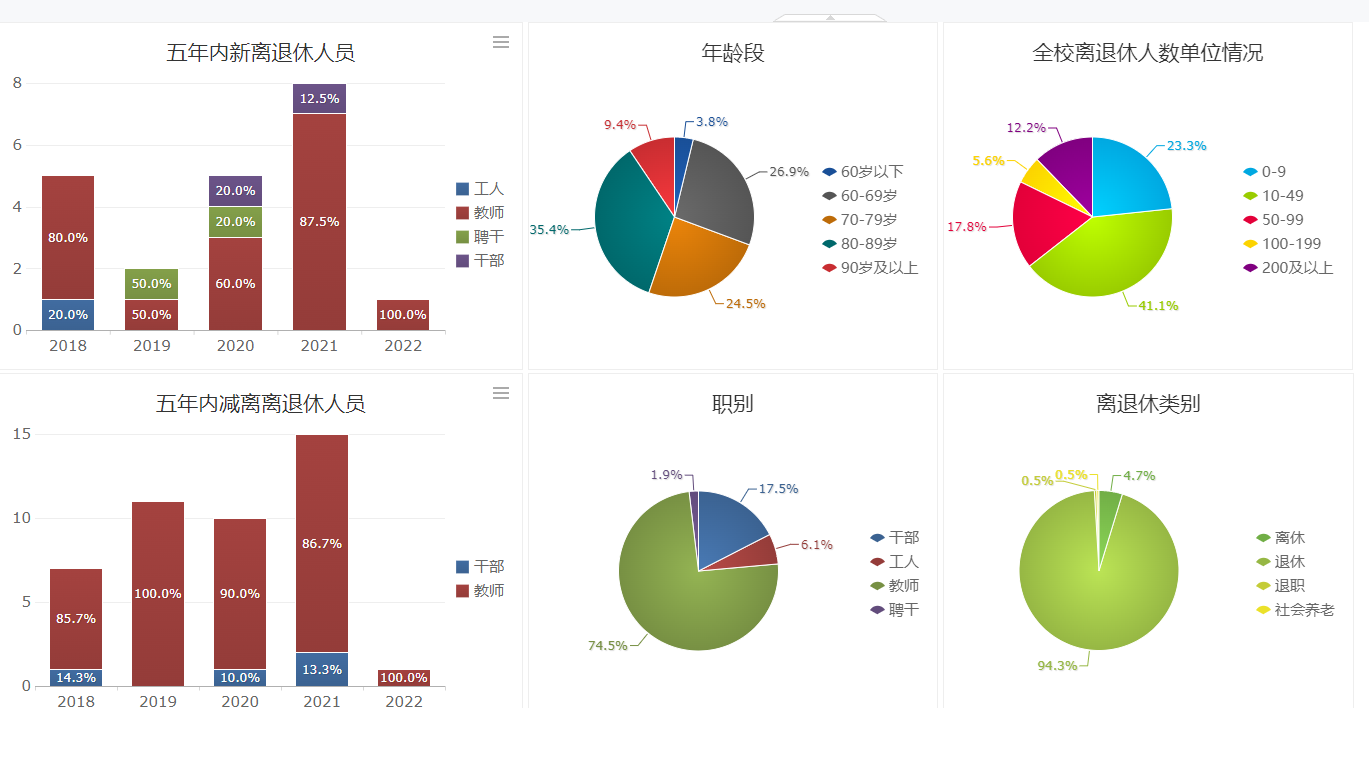 五年内新离退休人员
8
6
4
2
0
80.0%
20.0%
50.0%
50.0%
20.0%
20.0%
60.0%
12.5%
87.5%
100.0%
2018 2019 2020 2021 2022
工人
教师
聘干
干部
年龄段
9.4%
3.8%
26.9%
35.4%
24.5%
60岁以下
60-69岁
70-79岁
80-89岁
90岁及以上
全校离退休人数单位情况
12.2%
23.3%
5.6%
17.8%
41.1%
0-9
10-49
50-99
100-199
200及以上
五年内减离离退休人员
15
10
5
0
85.7%
14.3%
100.0%
90.0%
10.0%
86.7%
13.3%
100.0%
2018 2019 2020 2021 2022
干部
教师
职别
1.9%
17.5%
6.1%
74.5%
干部
工人
教师
聘干
离退休类别
0.5%
0.5%
4.7%
94.3%
离休
退休
退职
社会养老